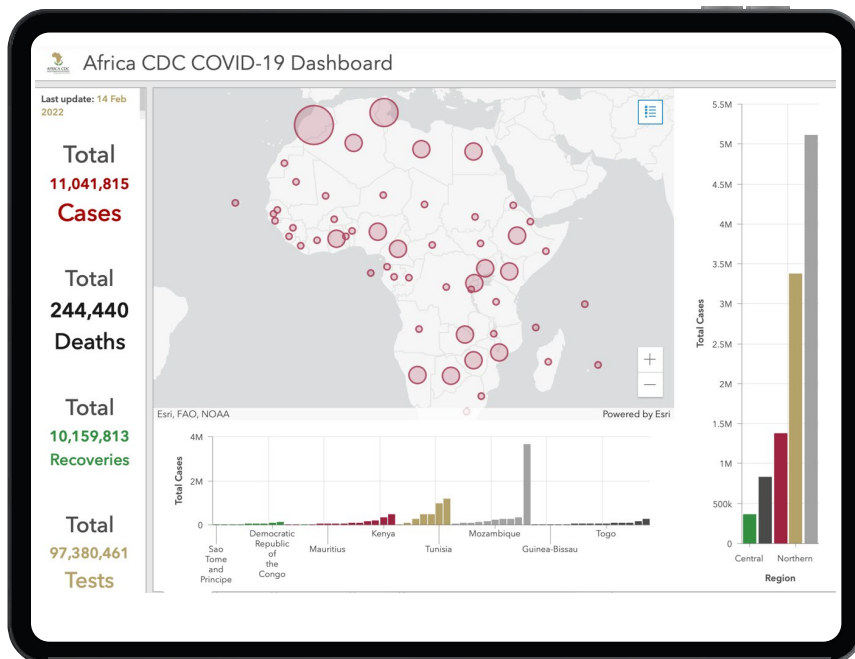 AFRICA CDC
Africa CDC COVID-19 Dashboard
Last update: 14 Feb
2022
Total
11,041,815
Cases
Total
244,440
Deaths
Total
10,159,813
Recoveries
Total
97,380,461
Tests
Esri, FAO, NOAA
Powered by Esri
+
−
Total Cases
4M
2M
0
Sao
Tome
and
Principe
Democratic
Republic
of
the
Congo
Mauritius
Kenya
Tunisia
Mozambique
Guinea-Bissau
Togo
Total Cases
5.5M
5M
4.5M
4M
3.5M
3M
2.5M
2M
1.5M
1M
500k
0
Central
Northern
Region